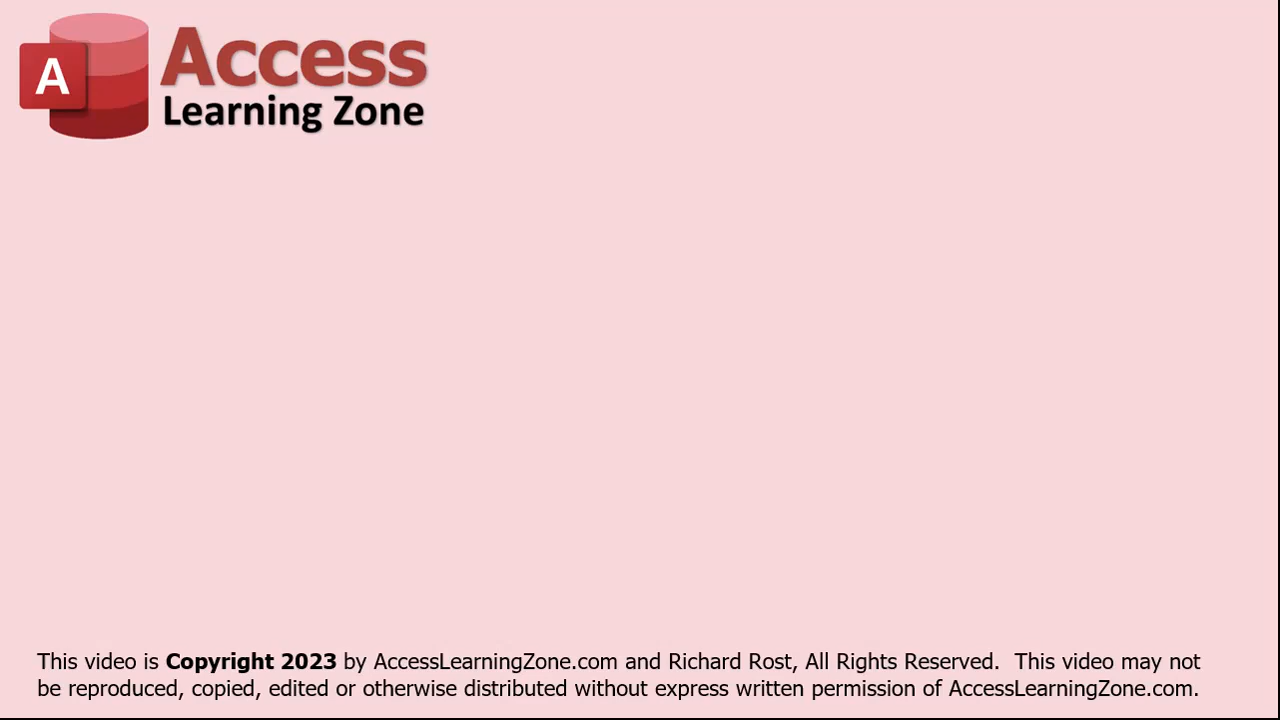 A
Access
Learning Zone
This video is Copyright 2023 by AccessLearningZone.com and Richard Rost, All Rights Reserved.  This video may not
be reproduced, copied, edited or otherwise distributed without express written permission of AccessLearningZone.com.